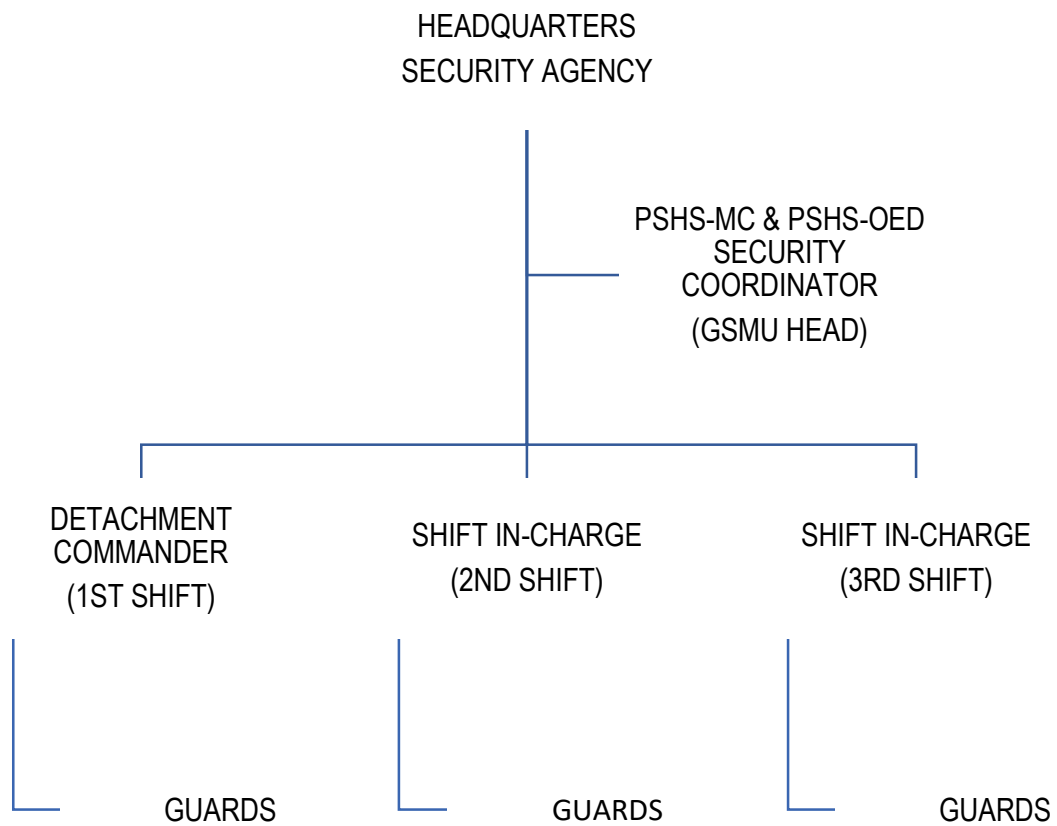 HEADQUARTERS
SECURITY AGENCY
PSHS-MC & PSHS-OED
SECURITY
COORDINATOR
(GSMU HEAD)
DETACHMENT
COMMANDER
(1ST SHIFT)
SHIFT IN-CHARGE
(2ND SHIFT)
SHIFT IN-CHARGE
(3RD SHIFT)
GUARDS
GUARDS
GUARDS